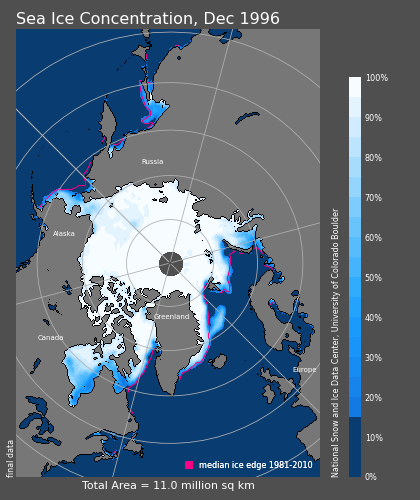 Sea Ice Concentration, Dec 1996
100%
90%
80%
70%
60%
50%
40%
30%
20%
10%
0%
Russia
Alaska
Greenland
Canada
Europe
median ice edge 1981-2010
Total Area = 11.0 million sq km
final data
National Snow and Ice Data Center, University of Colorado Boulder